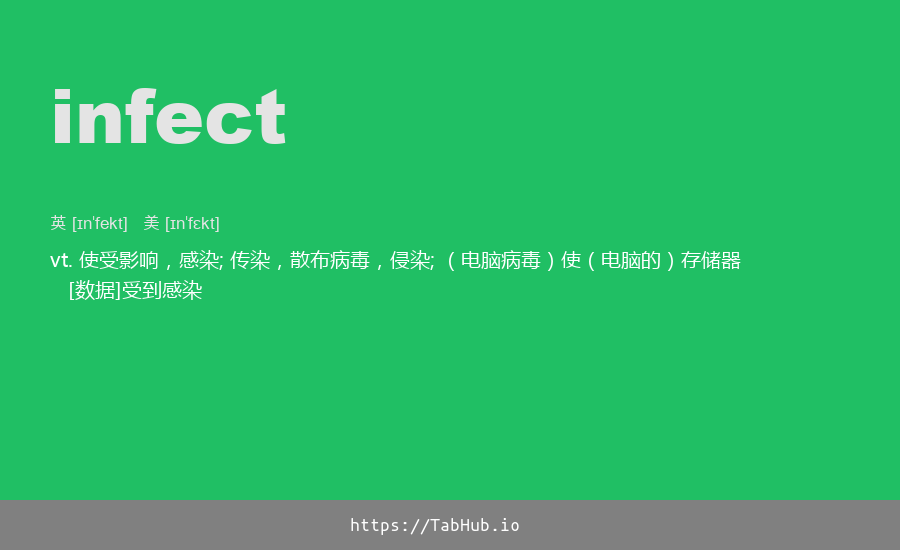 infect
英 [ɪn'fekt]   美 [ɪn'fɛkt]
vt. 使受影响，感染; 传染，散布病毒，侵染; （电脑病毒）使（电脑的）存储器
[数据]受到感染
https://TabHub.io